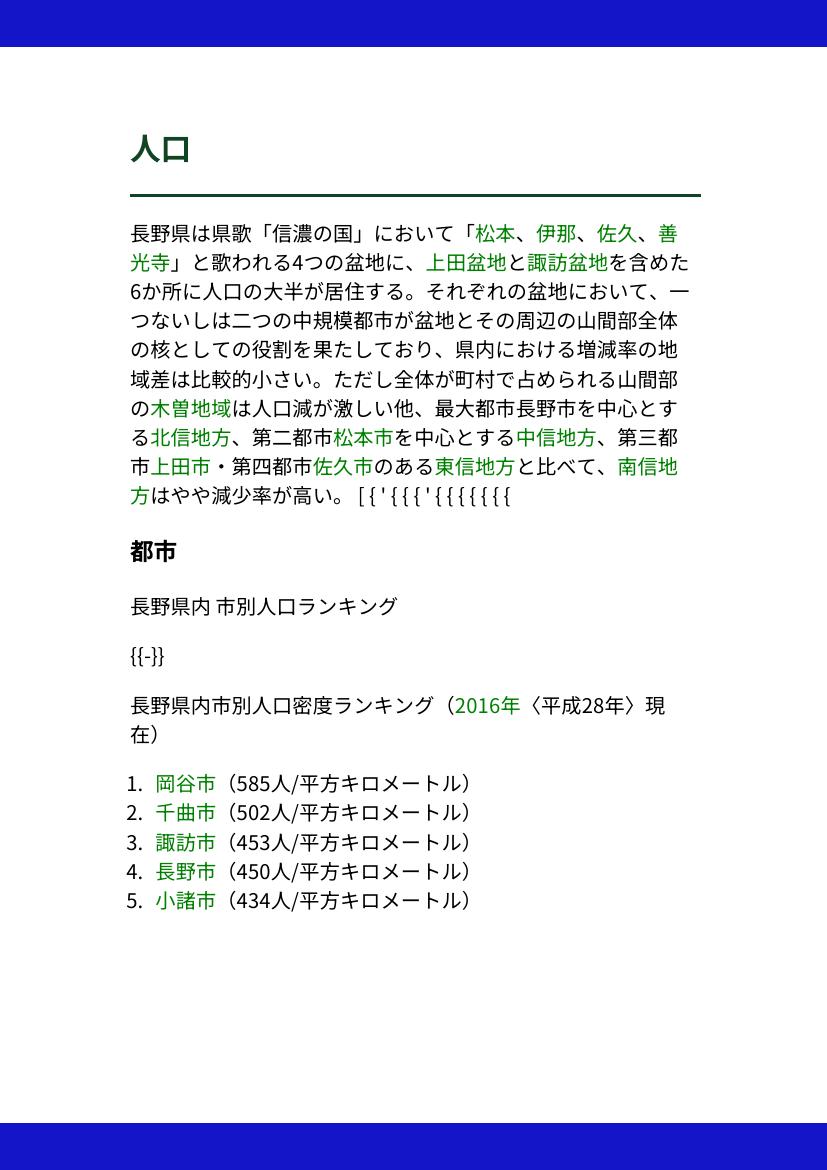 人口
長野県は県歌「信濃の国」において「松本、伊那、佐久、善
光寺」と歌われる4つの盆地に、上田盆地と諏訪盆地を含めた
6か所に人口の大半が居住する。それぞれの盆地において、一
つないしは二つの中規模都市が盆地とその周辺の山間部全体
の核としての役割を果たしており、県内における増減率の地
域差は比較的小さい。ただし全体が町村で占められる山間部
の木曽地域は人口減が激しい他、最大都市長野市を中心とす
る北信地方、第二都市松本市を中心とする中信地方、第三都
市上田市・第四都市佐久市のある東信地方と比べて、南信地
方はやや減少率が高い。 [ { ' { { { ' { { { { { { {
都市
長野県内 市別人口ランキング
{{-}}
長野県内市別人口密度ランキング（2016年〈平成28年〉現
在）
1. 岡谷市（585人/平方キロメートル）
2. 千曲市（502人/平方キロメートル）
3. 諏訪市（453人/平方キロメートル）
4. 長野市（450人/平方キロメートル）
5. 小諸市（434人/平方キロメートル）